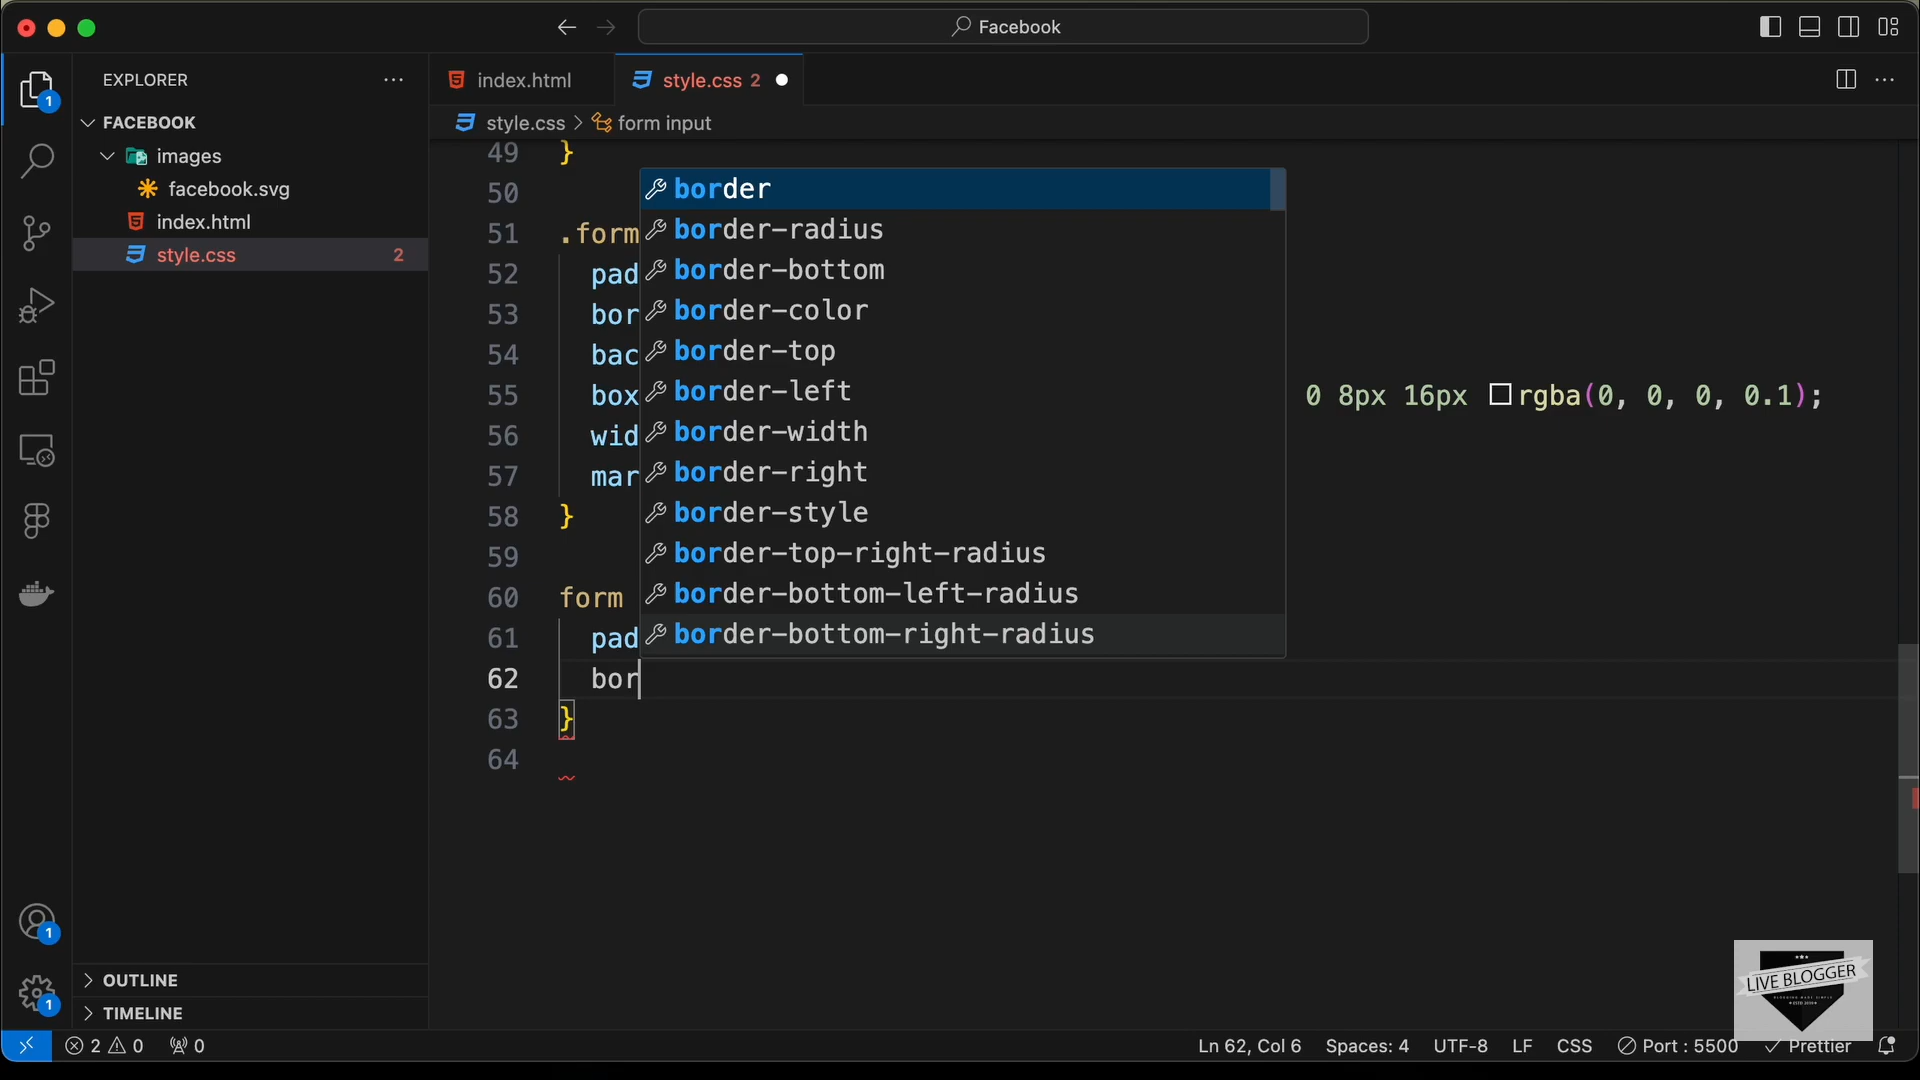 Facebook
EXPLORER
index.html
style.css 2
1
FACEBOOK
style.css
form input
images
facebook.svg
index.html
style.css
2
49 }
50
51 .form
52 pad
53 bor
54 bac
55 box 0 8px 16px rgba(0, 0, 0, 0.1);
56 wid
57 mar
58 }
59
60 form
61 pad
62 bor
63 }
64
border
border-radius
border-bottom
border-color
border-top
border-left
border-width
border-right
border-style
border-top-right-radius
border-bottom-left-radius
border-bottom-right-radius
1
OUTLINE
1
TIMELINE
LIVE BLOGGER
2 0 0
Ln 62, Col 6
Spaces: 4
UTF-8
LF
CSS
Port : 5500
Prettier